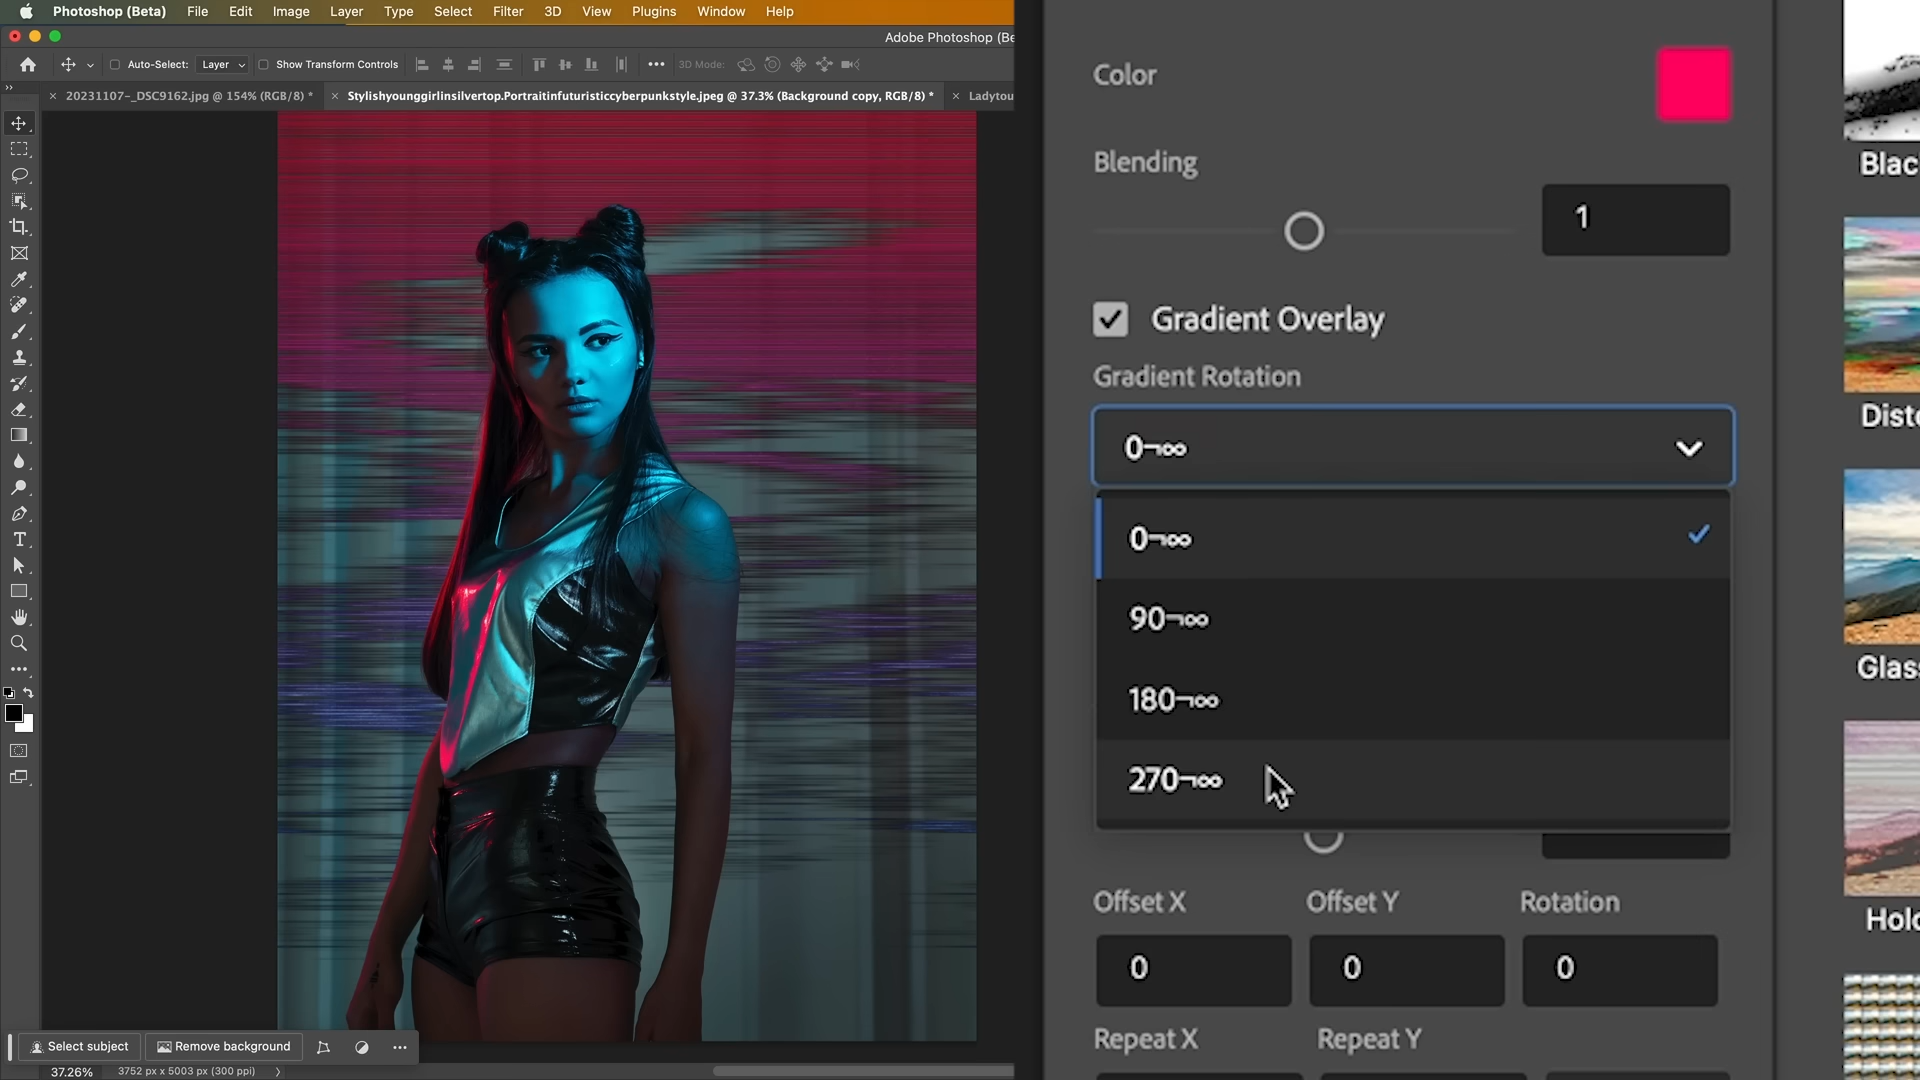 Photoshop (Beta) File Edit Image Layer Type Select Filter 3D View Plugins Window Help
Adobe Photoshop (Be
Auto-Select: Layer Show Transform Controls 3D Mode:
20231107-_DSC9162.jpg @ 154% (RGB/8) * Stylishyounggirlinsilvertop.Portraitinfuturisticcyberpunkstyle.jpeg @ 37.3% (Background copy, RGB/8) * Ladytou
Color
Blending
1
Gradient Overlay
Gradient Rotation
0¬∞
0¬∞
90¬∞
180¬∞
270¬∞
Offset X Offset Y Rotation
0 0 0
Repeat X Repeat Y
Blac
Disto
Glass
Holo
Select subject Remove background
37.26% 3752 px x 5003 px (300 ppi)